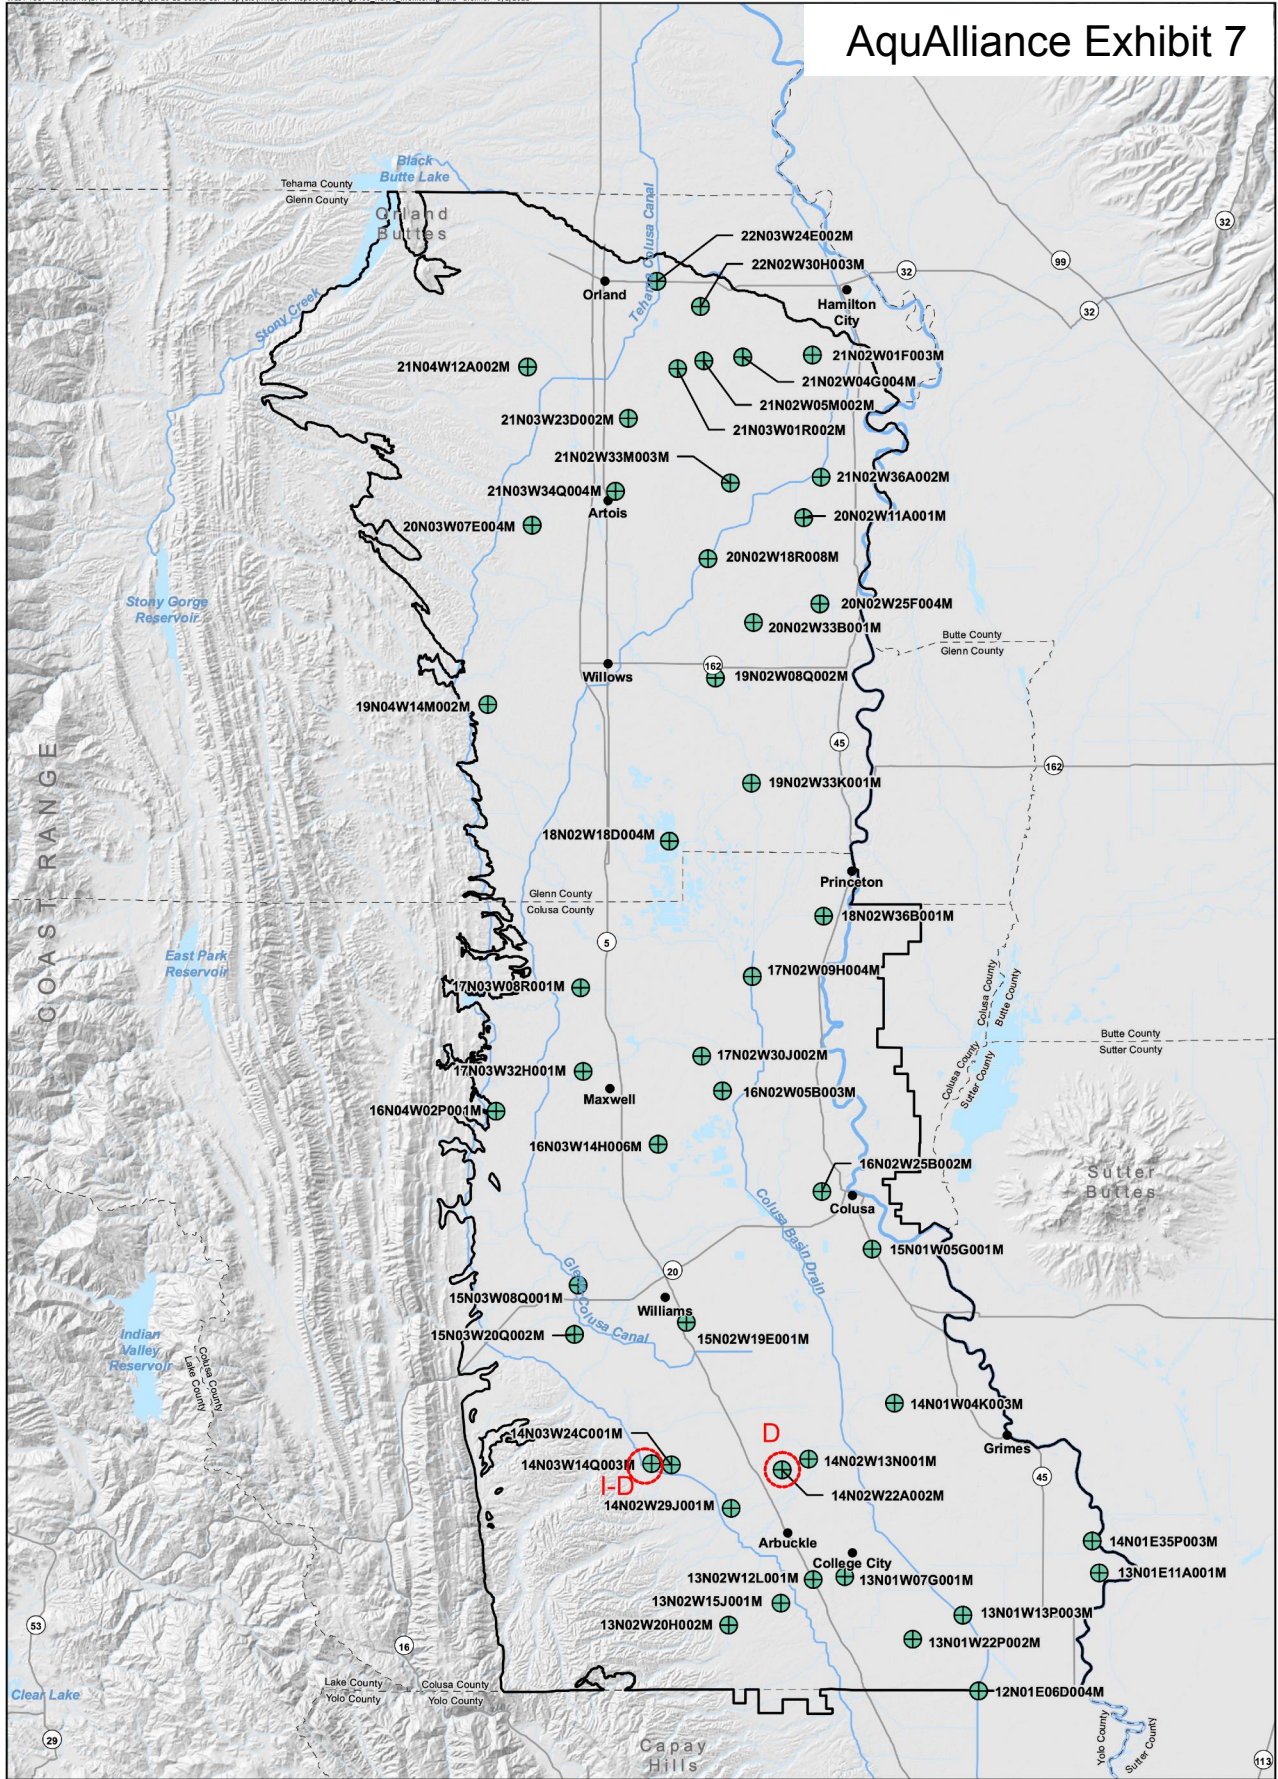 AquAlliance Exhibit 7
Black
Butte Lake
Tehama County
Glenn County
Orland
Buttes
Tehama Colusa Canal
22N03W24E002M
22N02W30H003M
32
99
32
32
Orland
Hamilton
City
Stony Creek
21N04W12A002M
21N02W01F003M
21N02W04G004M
21N02W05M002M
21N03W23D002M
21N03W01R002M
21N02W33M003M
21N02W36A002M
21N03W34Q004M
Artois
20N02W11A001M
20N03W07E004M
20N02W18R008M
Stony Gorge
Reservoir
20N02W25F004M
20N02W33B001M
Butte County
Glenn County
162
Willows
19N02W08Q002M
19N04W14M002M
45
162
COAST RANGE
19N02W33K001M
18N02W18D004M
Princeton
Glenn County
Colusa County
18N02W36B001M
5
East Park
Reservoir
17N02W09H004M
17N03W08R001M
Colusa County
Butte County
Butte County
Sutter County
17N02W30J002M
17N03W32H001M
Colusa County
Sutter County
Maxwell
16N02W05B003M
16N04W02P001M
16N03W14H006M
16N02W25B002M
Sutter
Buttes
Colusa
Colusa Basin Drain
15N01W05G001M
20
Glenn Colusa Canal
15N03W08Q001M
Williams
15N03W20Q002M
15N02W19E001M
Indian
Valley
Reservoir
Colusa County
Lake County
14N01W04K003M
14N03W24C001M
D
Grimes
14N03W14Q003M
14N02W13N001M
45
I-D
14N02W22A002M
14N02W29J001M
Arbuckle
14N01E35P003M
College City
13N01E11A001M
13N02W12L001M
13N01W07G001M
13N02W15J001M
13N01W13P003M
53
13N02W20H002M
16
13N01W22P002M
Lake County
Yolo County
Colusa County
Yolo County
Clear Lake
12N01E06D004M
29
Yolo County
Sutter County
Capay
Hills
113